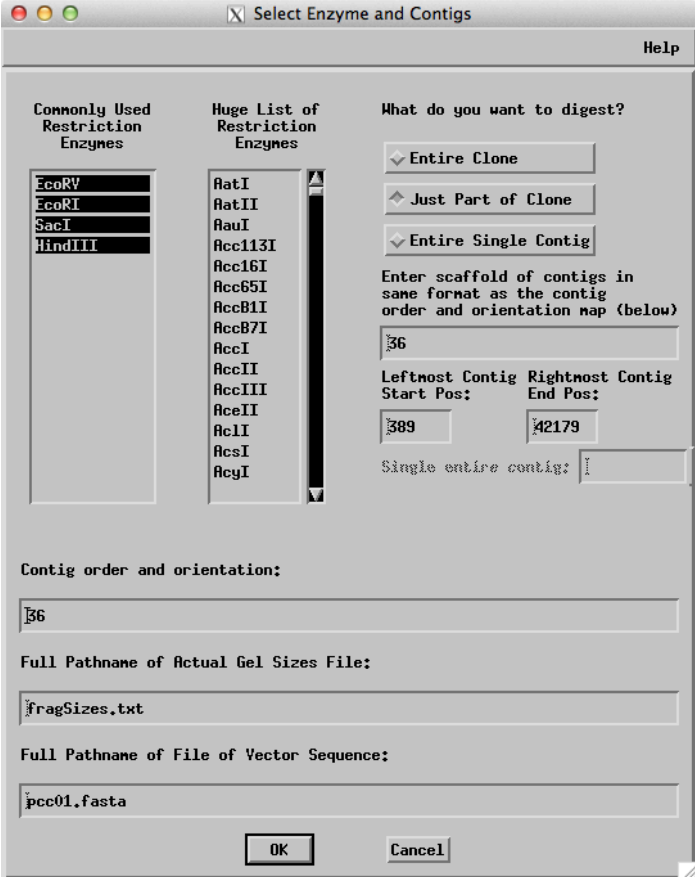 Select Enzyme and Contigs
Help
Commonly Used
Restriction
Enzymes
EcoRV
EcoRI
SacI
HindIII
Huge List of
Restriction
Enzymes
AatI
AatII
AauI
Acc113I
Acc16I
Acc65I
AccB1I
AccB7I
AccI
AccII
AccIII
AceII
AclI
AcsI
AcyI
What do you want to digest?
Entire Clone
Just Part of Clone
Entire Single Contig
Enter scaffold of contigs in
same format as the contig
order and orientation map (below)
36
Leftmost Contig
Start Pos:
389
Rightmost Contig
End Pos:
42179
Single entire contig:
Contig order and orientation:
36
Full Pathname of Actual Gel Sizes File:
fragSizes.txt
Full Pathname of File of Vector Sequence:
pcc01.fasta
OK
Cancel